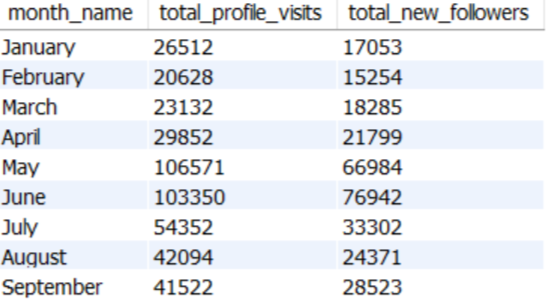 month_name total_profile_visits total_new_followers
January 26512 17053
February 20628 15254
March 23132 18285
April 29852 21799
May 106571 66984
June 103350 76942
July 54352 33302
August 42094 24371
September 41522 28523